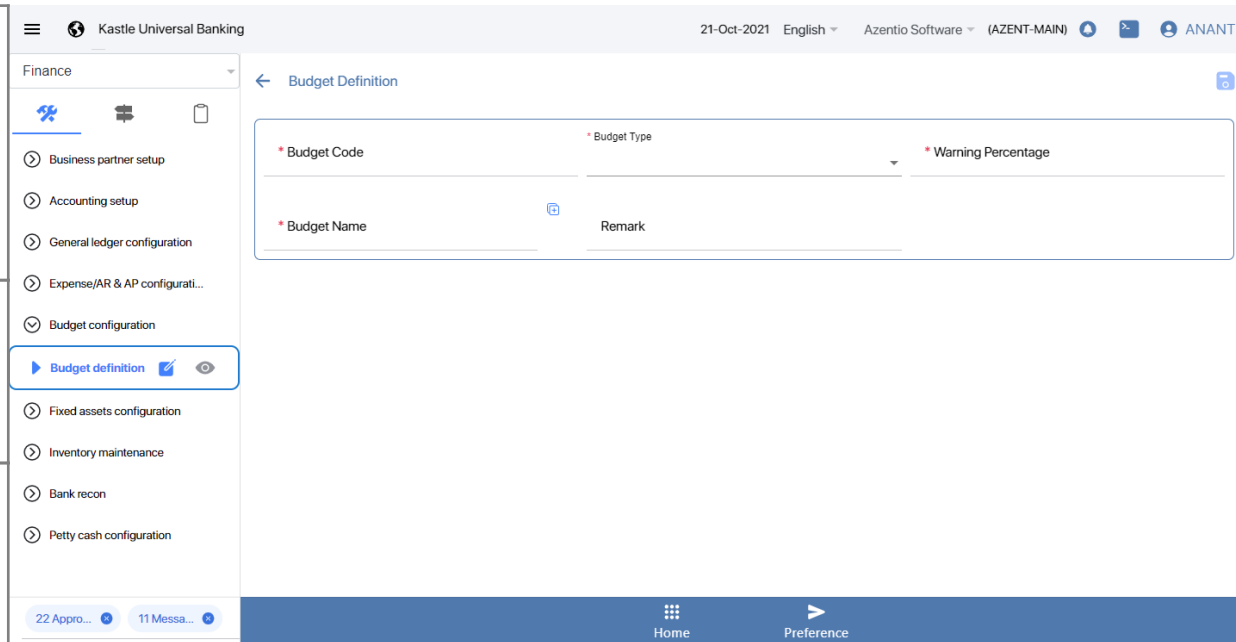 Kastle Universal Banking
21-Oct-2021 English Azentio Software (AZENT-MAIN) ANANT
Finance
Budget Definition
Business partner setup
Accounting setup
General ledger configuration
Expense/AR & AP configurati...
Budget configuration
Budget definition
Fixed assets configuration
Inventory maintenance
Bank recon
Petty cash configuration
* Budget Code
* Budget Type
* Warning Percentage
* Budget Name
Remark
22 Appro...
11 Messa...
Home
Preference